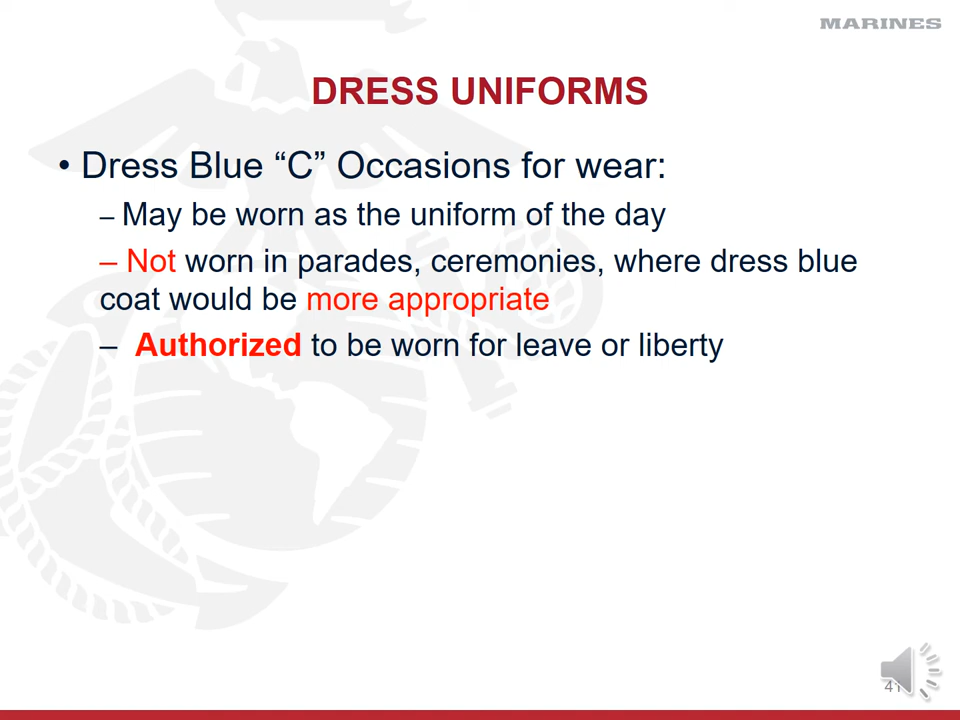 MARINES
DRESS UNIFORMS
• Dress Blue “C” Occasions for wear:
– May be worn as the uniform of the day
– Not worn in parades, ceremonies, where dress blue
coat would be more appropriate
– Authorized to be worn for leave or liberty